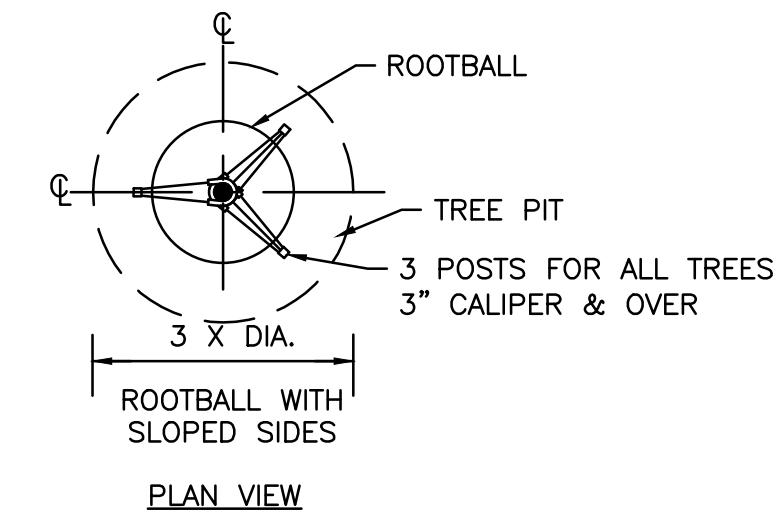 ℄
ROOTBALL
℄
TREE PIT
3 POSTS FOR ALL TREES
3" CALIPER & OVER
3 X DIA.
ROOTBALL WITH
SLOPED SIDES
PLAN VIEW